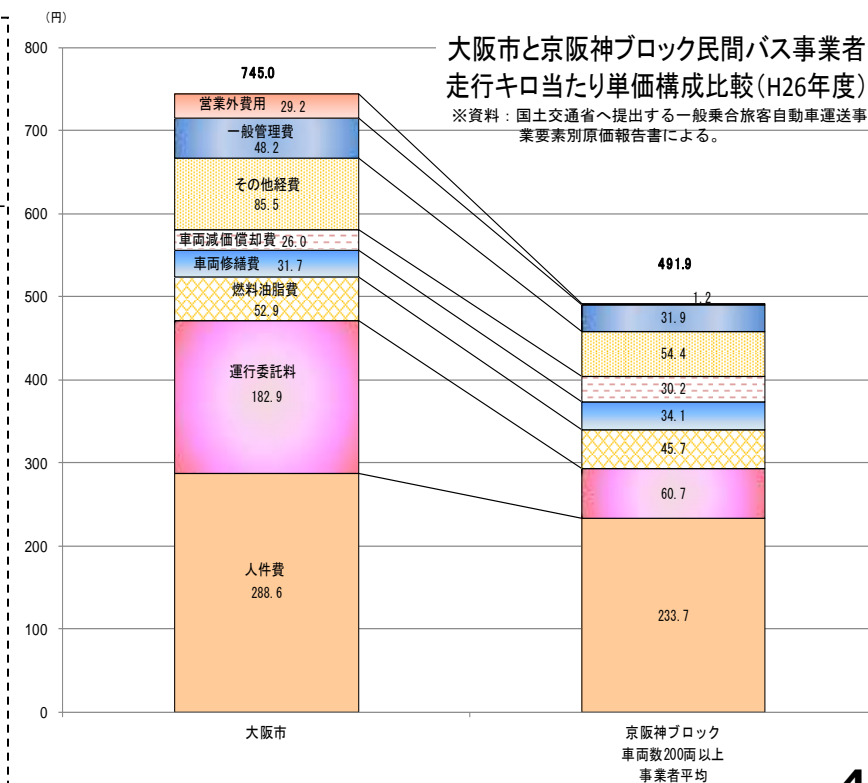 (円)
大阪市と京阪神ブロック民間バス事業者
走行キロ当たり単価構成比較(H26年度)
※資料：国土交通省へ提出する一般乗合旅客自動車運送事
業要素別原価報告書による。
800
700
600
500
400
300
200
100
0
745.0
営業外費用 29.2
一般管理費
48.2
その他経費
85.5
車両減価償却費 26.0
車両修繕費 31.7
燃料油脂費
52.9
運行委託料
182.9
人件費
288.6
491.9
1.2
31.9
54.4
30.2
34.1
45.7
60.7
233.7
大阪市
京阪神ブロック
車両数200両以上
事業者平均